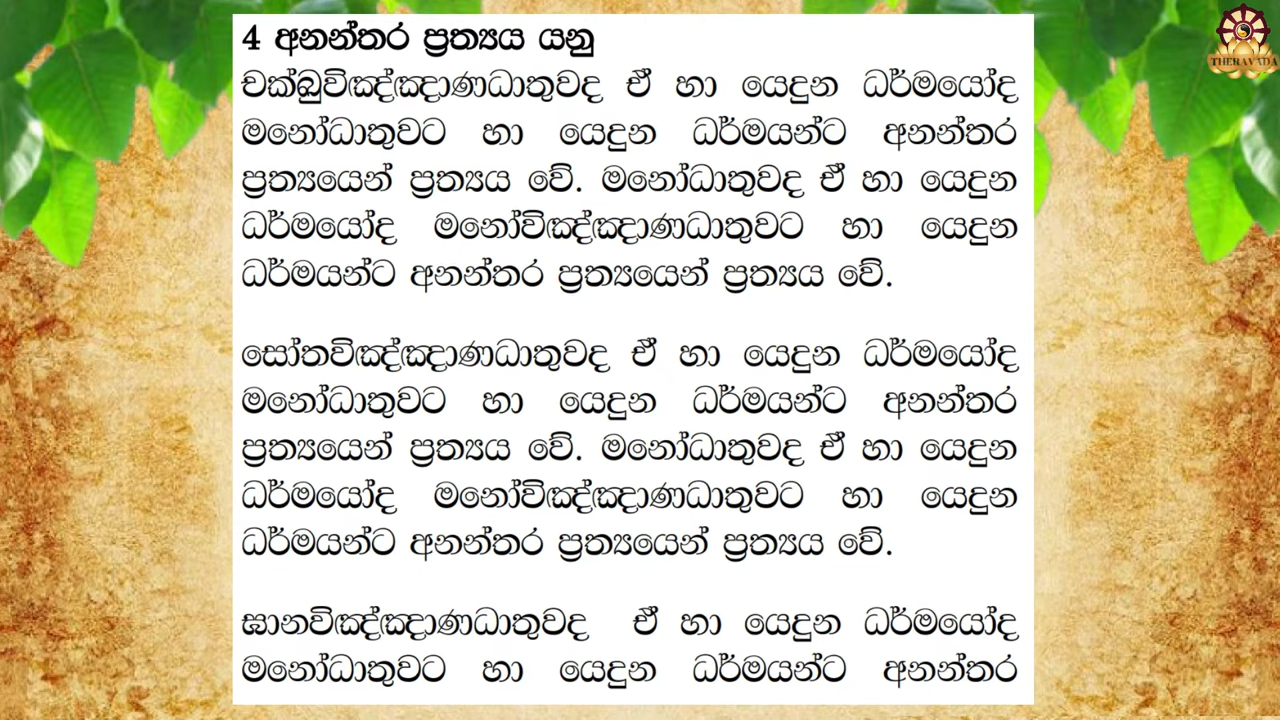 4 අනන්තර ප්‍රත්‍යය යනු
THERAVADA
චක්ඛුවිඤ්ඤාණධාතුවද ඒ හා යෙදුන ධර්මයෝද
මනෝධාතුවට හා යෙදුන ධර්මයන්ට අනන්තර
ප්‍රත්‍යයෙන් ප්‍රත්‍යය වේ. මනෝධාතුවද ඒ හා යෙදුන
ධර්මයෝද මනෝවිඤ්ඤාණධාතුවට හා යෙදුන
ධර්මයන්ට අනන්තර ප්‍රත්‍යයෙන් ප්‍රත්‍යය වේ.
සෝතවිඤ්ඤාණධාතුවද ඒ හා යෙදුන ධර්මයෝද
මනෝධාතුවට හා යෙදුන ධර්මයන්ට අනන්තර
ප්‍රත්‍යයෙන් ප්‍රත්‍යය වේ. මනෝධාතුවද ඒ හා යෙදුන
ධර්මයෝද මනෝවිඤ්ඤාණධාතුවට හා යෙදුන
ධර්මයන්ට අනන්තර ප්‍රත්‍යයෙන් ප්‍රත්‍යය වේ.
ඝානවිඤ්ඤාණධාතුවද ඒ හා යෙදුන ධර්මයෝද
මනෝධාතුවට හා යෙදුන ධර්මයන්ට අනන්තර